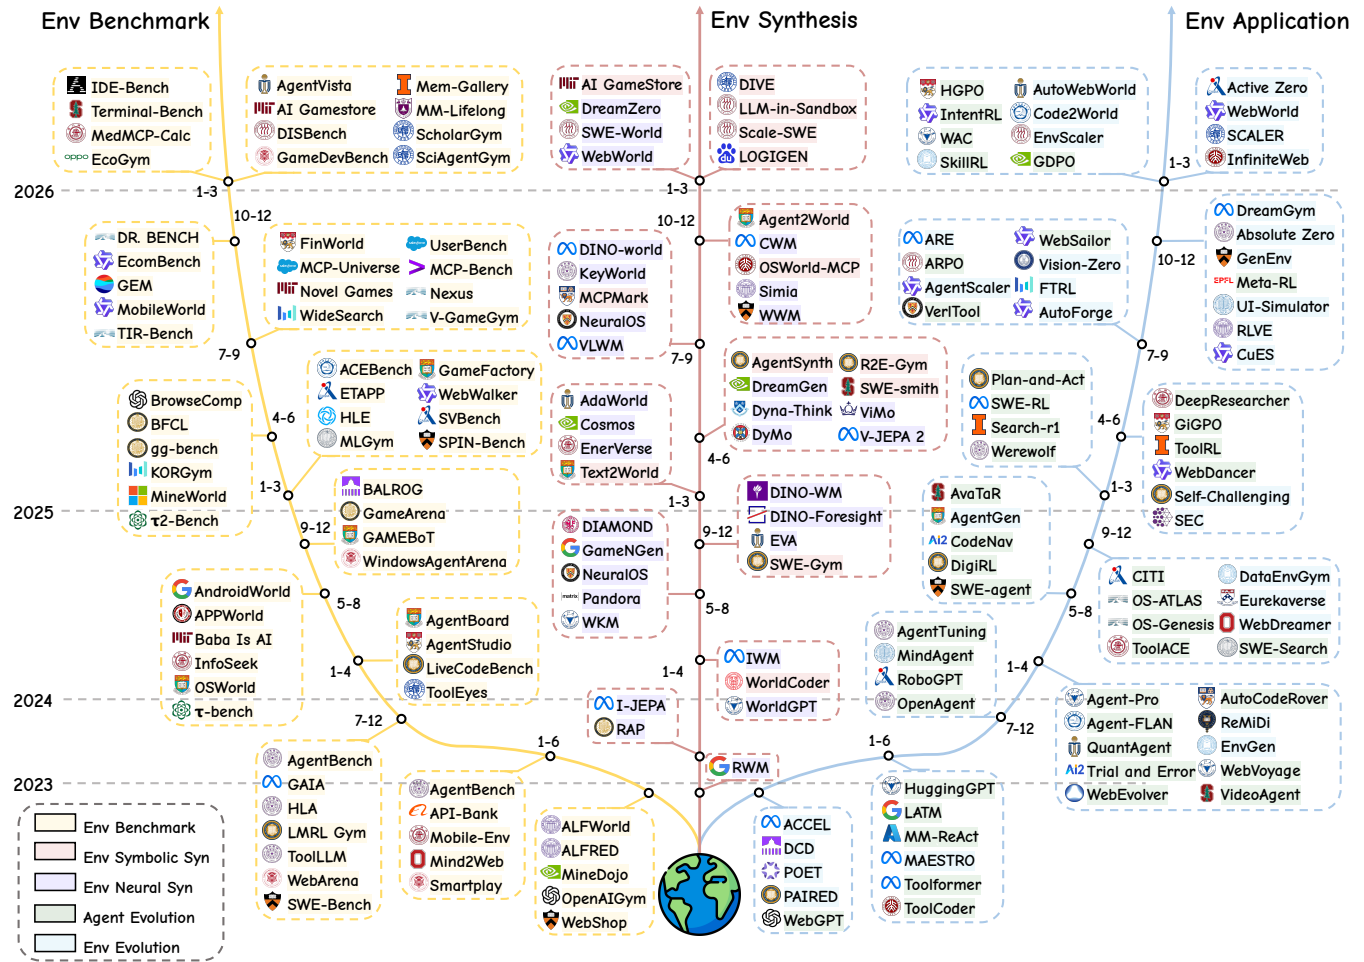 Env Benchmark
Env Synthesis
Env Application
IDE-Bench
Terminal-Bench
MedMCP-Calc
oppo EcoGym
AgentVista
AI Gamestore
DISBench
GameDevBench
Mem-Gallery
MM-Lifelong
ScholarGym
SciAgentGym
AI GameStore
DreamZero
SWE-World
WebWorld
DIVE
LLM-in-Sandbox
Scale-SWE
LOGIGEN
HGPO
IntentRL
WAC
SkillRL
AutoWebWorld
Code2World
EnvScaler
GDPO
Active Zero
WebWorld
SCALER
InfiniteWeb
1-3
1-3
1-3
2026
10-12
10-12
10-12
DR. BENCH
EcomBench
GEM
MobileWorld
TIR-Bench
FinWorld
MCP-Universe
Novel Games
WideSearch
UserBench
MCP-Bench
Nexus
V-GameGym
DINO-world
KeyWorld
MCPMark
NeuralOS
VLWM
Agent2World
CWM
OSWorld-MCP
Simia
WWM
ARE
ARPO
AgentScaler
VerlTool
WebSailor
Vision-Zero
FTRL
AutoForge
DreamGym
Absolute Zero
GenEnv
EPFL Meta-RL
UI-Simulator
RLVE
CuES
7-9
7-9
7-9
ACEBench
ETAPP
HLE
MLGym
GameFactory
WebWalker
SVBench
SPIN-Bench
BrowseComp
BFCL
gg-bench
KORGym
MineWorld
τ2-Bench
4-6
4-6
4-6
AdaWorld
Cosmos
EnerVerse
Text2World
AgentSynth
DreamGen
Dyna-Think
DyMo
R2E-Gym
SWE-smith
ViMo
V-JEPA 2
Plan-and-Act
SWE-RL
Search-r1
Werewolf
DeepResearcher
GiGPO
ToolRL
WebDancer
Self-Challenging
SEC
1-3
1-3
1-3
2025
BALROG
GameArena
GAMEBoT
WindowsAgentArena
9-12
9-12
9-12
DIAMOND
GameNGen
NeuralOS
matrix Pandora
WKM
DINO-WM
DINO-Foresight
EVA
SWE-Gym
AvaTaR
AgentGen
Ai2 CodeNav
DigiRL
SWE-agent
CITI
OS-ATLAS
OS-Genesis
ToolACE
DataEnvGym
Eurekaverse
WebDreamer
SWE-Search
5-8
5-8
5-8
AndroidWorld
APPWorld
Baba Is AI
InfoSeek
OSWorld
τ-bench
AgentBoard
AgentStudio
LiveCodeBench
ToolEyes
1-4
1-4
1-4
IWM
WorldCoder
WorldGPT
AgentTuning
MindAgent
RoboGPT
OpenAgent
Agent-Pro
Agent-FLAN
QuantAgent
Ai2 Trial and Error
WebEvolver
AutoCodeRover
ReMiDi
EnvGen
WebVoyage
VideoAgent
2024
7-12
7-12
I-JEPA
RAP
1-6
1-6
RWM
2023
AgentBench
GAIA
HLA
LMRL Gym
ToolLLM
WebArena
SWE-Bench
AgentBench
API-Bank
Mobile-Env
Mind2Web
Smartplay
ALFWorld
ALFRED
MineDojo
OpenAIGym
WebShop
ACCEL
DCD
POET
PAIRED
WebGPT
HuggingGPT
LATM
MM-ReAct
MAESTRO
Toolformer
ToolCoder
Env Benchmark
Env Symbolic Syn
Env Neural Syn
Agent Evolution
Env Evolution